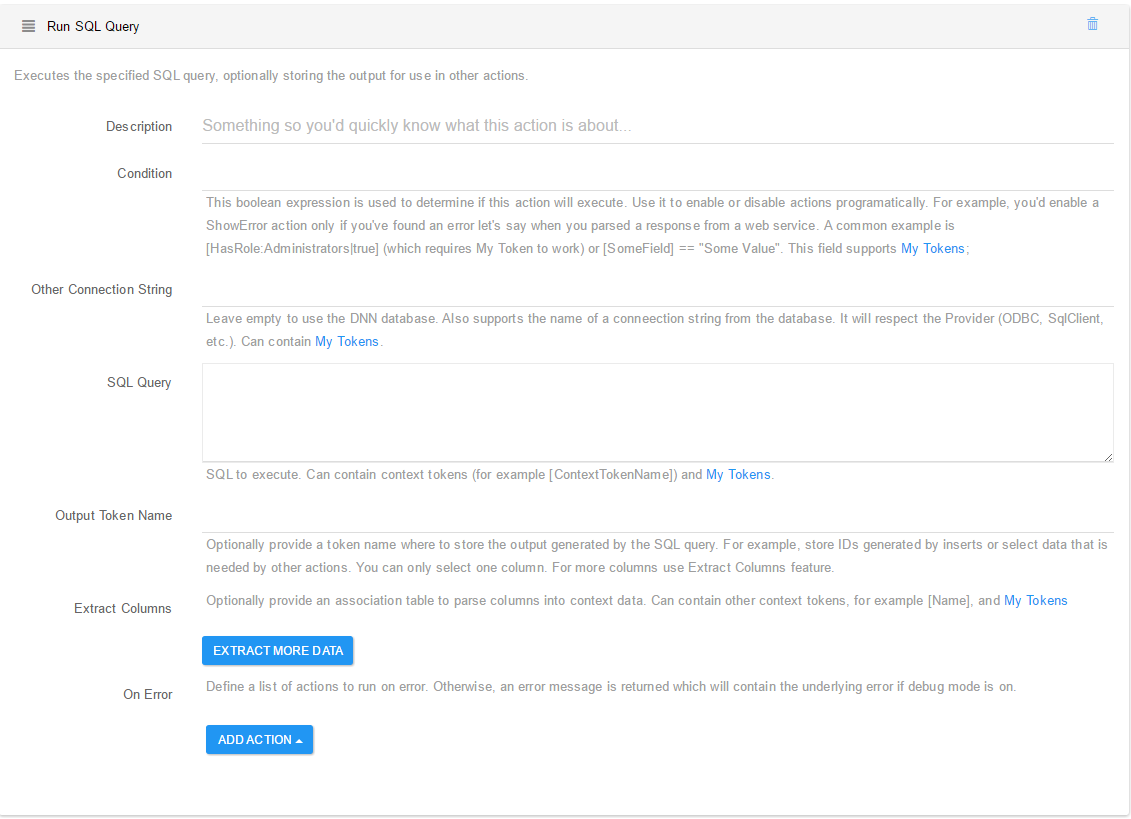 Run SQL Query
Executes the specified SQL query, optionally storing the output for use in other actions.
Description
Something so you'd quickly know what this action is about...
Condition
This boolean expression is used to determine if this action will execute. Use it to enable or disable actions programatically. For example, you'd enable a
ShowError action only if you've found an error let's say when you parsed a response from a web service. A common example is
[HasRole:Administrators|true] (which requires My Token to work) or [SomeField] == "Some Value". This field supports My Tokens;
Other Connection String
Leave empty to use the DNN database. Also supports the name of a conneection string from the database. It will respect the Provider (ODBC, SqlClient,
etc.). Can contain My Tokens.
SQL Query
SQL to execute. Can contain context tokens (for example [ContextTokenName]) and My Tokens.
Output Token Name
Optionally provide a token name where to store the output generated by the SQL query. For example, store IDs generated by inserts or select data that is
needed by other actions. You can only select one column. For more columns use Extract Columns feature.
Extract Columns
Optionally provide an association table to parse columns into context data. Can contain other context tokens, for example [Name], and My Tokens
EXTRACT MORE DATA
On Error
Define a list of actions to run on error. Otherwise, an error message is returned which will contain the underlying error if debug mode is on.
ADD ACTION